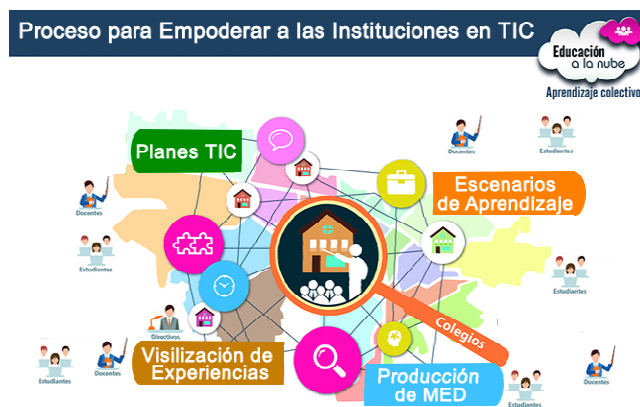 Proceso para Empoderar a las Instituciones en TIC
Educación
a la nube
Aprendizaje colectivo
Planes TIC
Docentes
Estudiantes
Escenarios
de Aprendizaje
Docentes
Estudiantes
Estudiantes
Colegios
Directivos
Visilización de
Experiencias
Producción
de MED
Estudiantes
Docentes
Estudiantes
Docentes